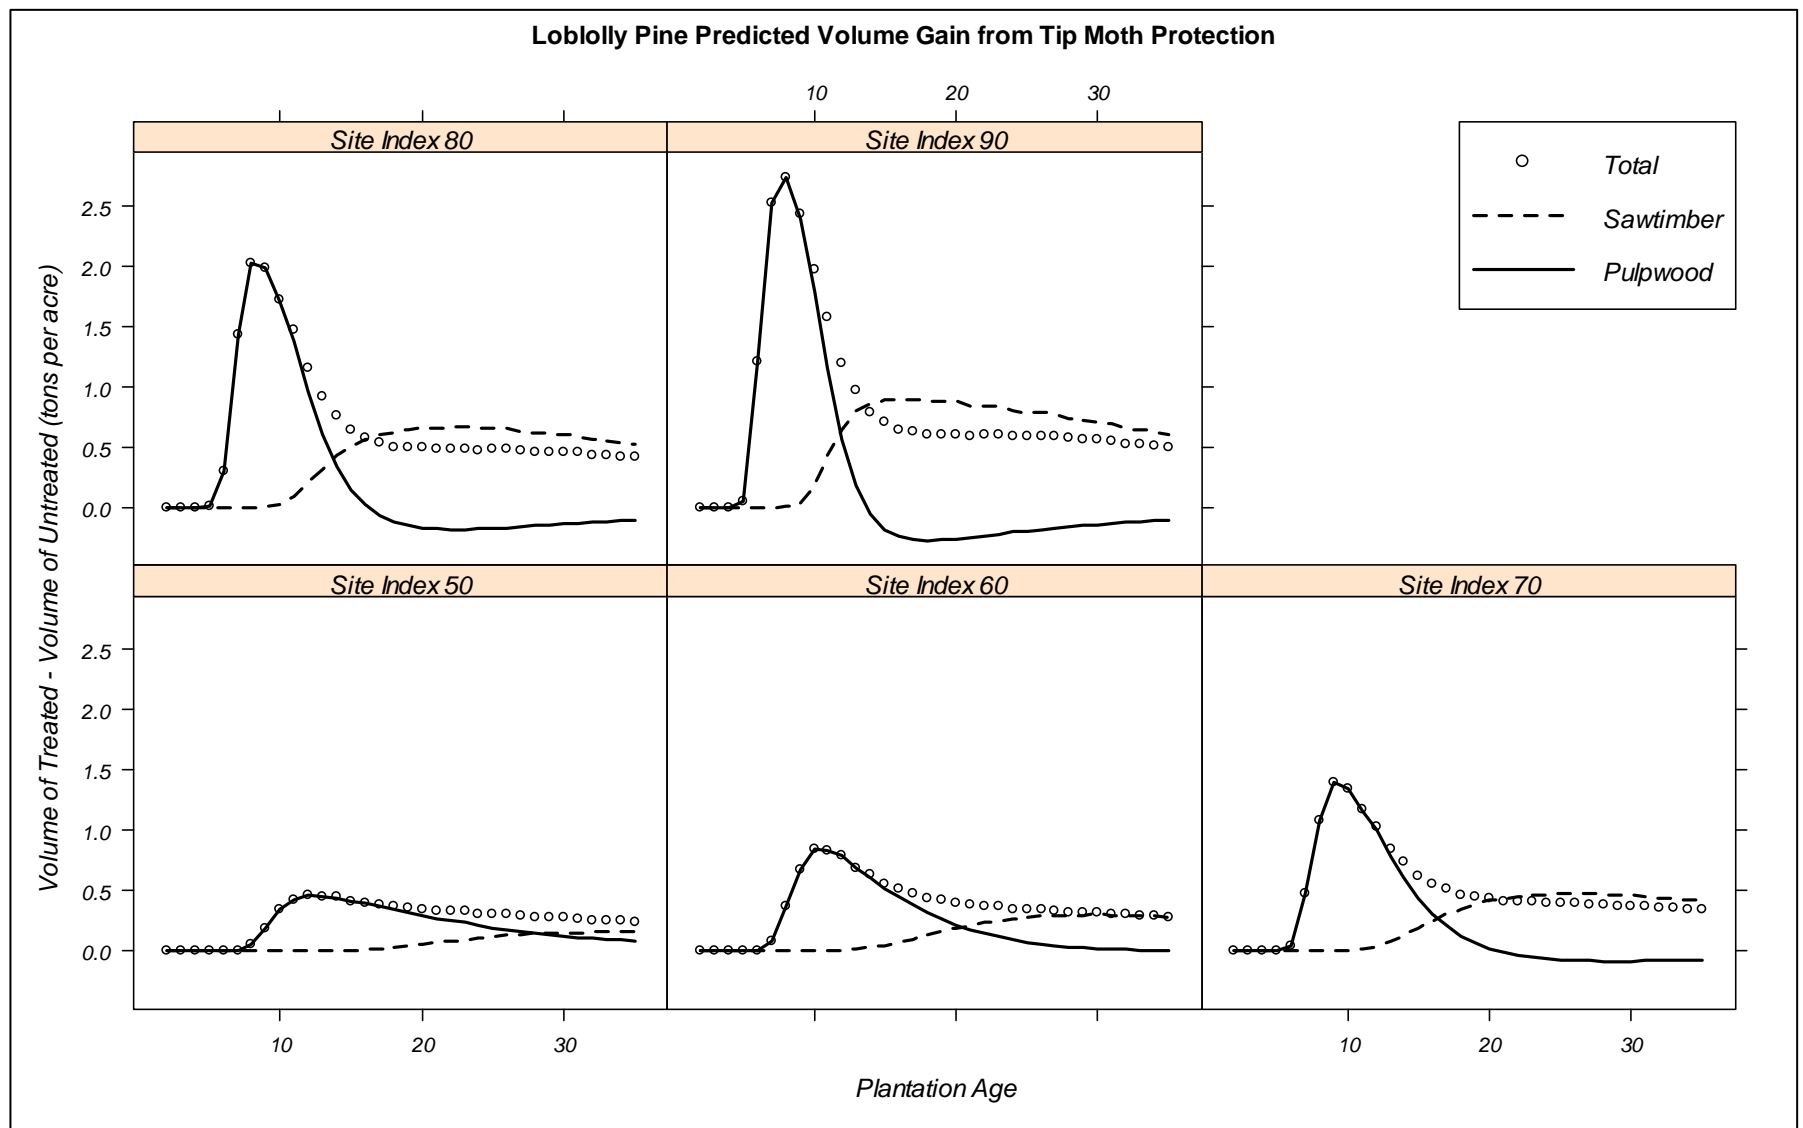 Loblolly Pine Predicted Volume Gain from Tip Moth Protection
10 20 30
Site Index 80 Site Index 90
Total
Sawtimber
Pulpwood
2.5
2.0
1.5
1.0
0.5
0.0
Volume of Treated - Volume of Untreated (tons per acre)
Site Index 50 Site Index 60 Site Index 70
2.5
2.0
1.5
1.0
0.5
0.0
10 20 30 10 20 30
Plantation Age